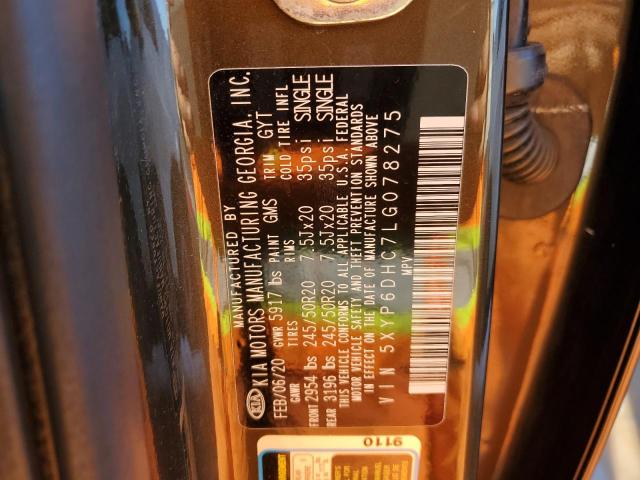 MANUFACTURED BY
KIA KIA MOTORS MANUFACTURING GEORGIA, INC.
FEB/06/20 GVWR 5917 lbs PAINT GMS TRIM GYT
GAWR TIRES RIMS COLD TIRE INFL
FRONT 2954 lbs 245/50R20 7.5Jx20 35psi SINGLE
REAR 3196 lbs 245/50R20 7.5Jx20 35psi SINGLE
THIS VEHICLE CONFORMS TO ALL APPLICABLE U.S.A. FEDERAL
MOTOR VEHICLE SAFETY AND THEFT PREVENTION STANDARDS
IN EFFECT ON THE DATE OF MANUFACTURE SHOWN ABOVE
VIN 5XYP6DHC7LG078275
MPV
9110